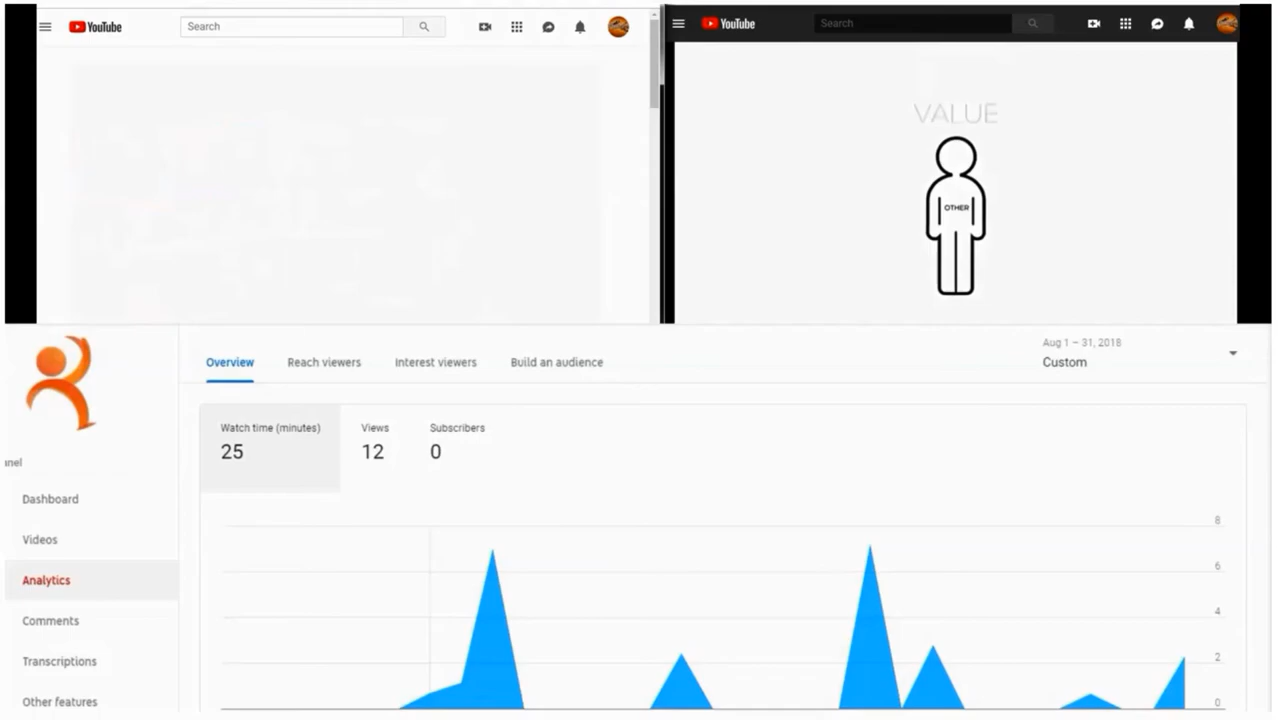 YouTube
Search
YouTube
Search
VALUE
OTHER
Overview
Reach viewers
Interest viewers
Build an audience
Aug 1 – 31, 2018
Custom
Watch time (minutes)
25
Views
12
Subscribers
0
nnel
Dashboard
Videos
Analytics
Comments
Transcriptions
Other features
8
6
4
2
0